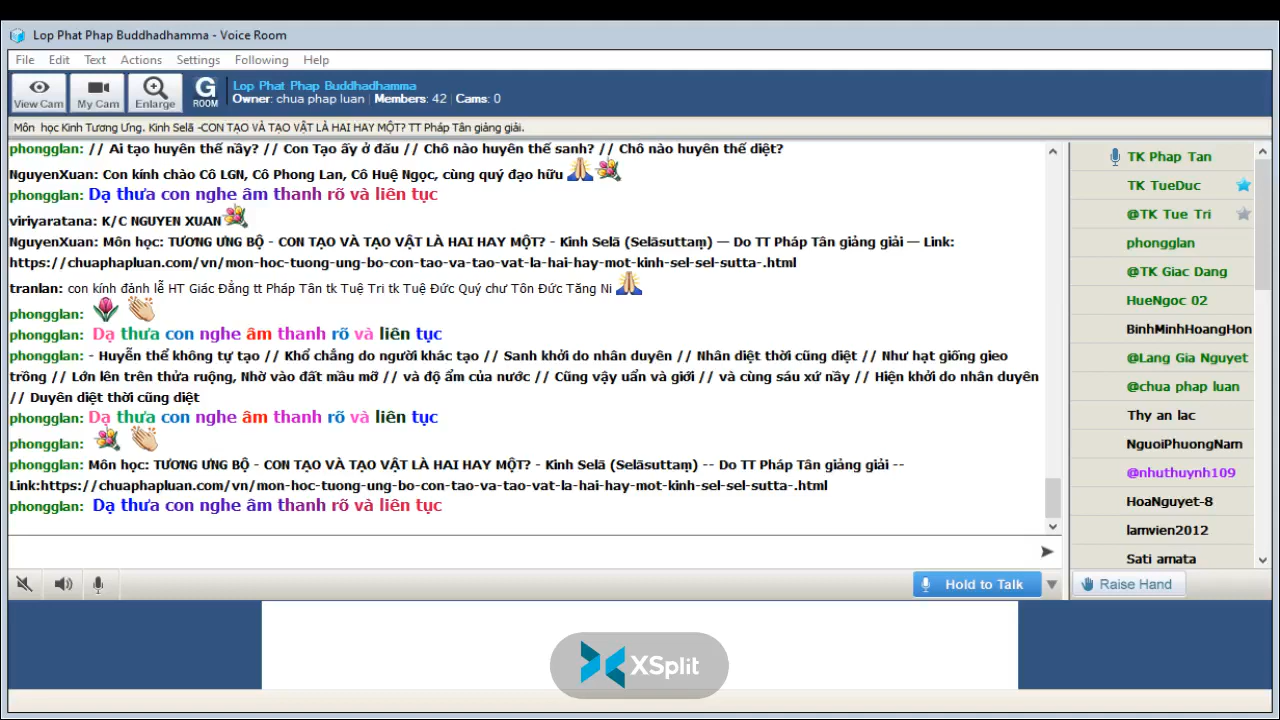 Lop Phat Phap Buddhadhamma - Voice Room
File Edit Text Actions Settings Following Help
View Cam My Cam Enlarge G ROOM
Lop Phat Phap Buddhadhamma
Owner: chua phap luan | Members: 42 | Cams: 0
Môn học Kinh Tương Ưng. Kinh Selā -CON TẠO VÀ TẠO VẬT LÀ HAI HAY MỘT? TT Pháp Tân giảng giải.
phongglan: // Ai tạo huyên thế nầy? // Con Tạo ấy ở đấu // Chô nào huyên thế sanh? // Chô nào huyên thế diệt?
NguyenXuan: Con kính chào Cô LGN, Cô Phong Lan, Cô Huệ Ngọc, cùng quý đạo hữu
phongglan: Dạ thưa con nghe âm thanh rõ và liên tục
viriyaratana: K/C NGUYEN XUAN
NguyenXuan: Môn học: TƯƠNG ƯNG BỘ - CON TẠO VÀ TẠO VẬT LÀ HAI HAY MỘT? - Kinh Selā (Selāsuttaṃ) — Do TT Pháp Tân giảng giải — Link:
https://chuaphapluan.com/vn/mon-hoc-tuong-ung-bo-con-tao-va-tao-vat-la-hai-hay-mot-kinh-sel-sel-sutta-.html
tranlan: con kính đảnh lễ HT Giác Đẳng tt Pháp Tân tk Tuệ Tri tk Tuệ Đức Quý chư Tôn Đức Tăng Ni
phongglan:
phongglan: Dạ thưa con nghe âm thanh rõ và liên tục
phongglan: - Huyễn thể không tự tạo // Khổ chẳng do người khác tạo // Sanh khởi do nhân duyên // Nhân diệt thời cũng diệt // Như hạt giống gieo
trồng // Lớn lên trên thửa ruộng, Nhờ vào đất mầu mỡ // và độ ẩm của nước // Cũng vậy uẩn và giới // và cùng sáu xứ nầy // Hiện khởi do nhân duyên
// Duyên diệt thời cũng diệt
phongglan: Dạ thưa con nghe âm thanh rõ và liên tục
phongglan:
phongglan: Môn học: TƯƠNG ƯNG BỘ - CON TẠO VÀ TẠO VẬT LÀ HAI HAY MỘT? - Kinh Selā (Selāsuttaṃ) -- Do TT Pháp Tân giảng giải --
Link:https://chuaphapluan.com/vn/mon-hoc-tuong-ung-bo-con-tao-va-tao-vat-la-hai-hay-mot-kinh-sel-sel-sutta-.html
phongglan: Dạ thưa con nghe âm thanh rõ và liên tục
TK Phap Tan
TK TueDuc
@TK Tue Tri
phongglan
@TK Giac Dang
HueNgoc 02
BinhMinhHoangHon
@Lang Gia Nguyet
@chua phap luan
Thy an lac
NguoiPhuongNam
@nhuthuynh109
HoaNguyet-8
lamvien2012
Sati amata
Hold to Talk
Raise Hand
XSplit